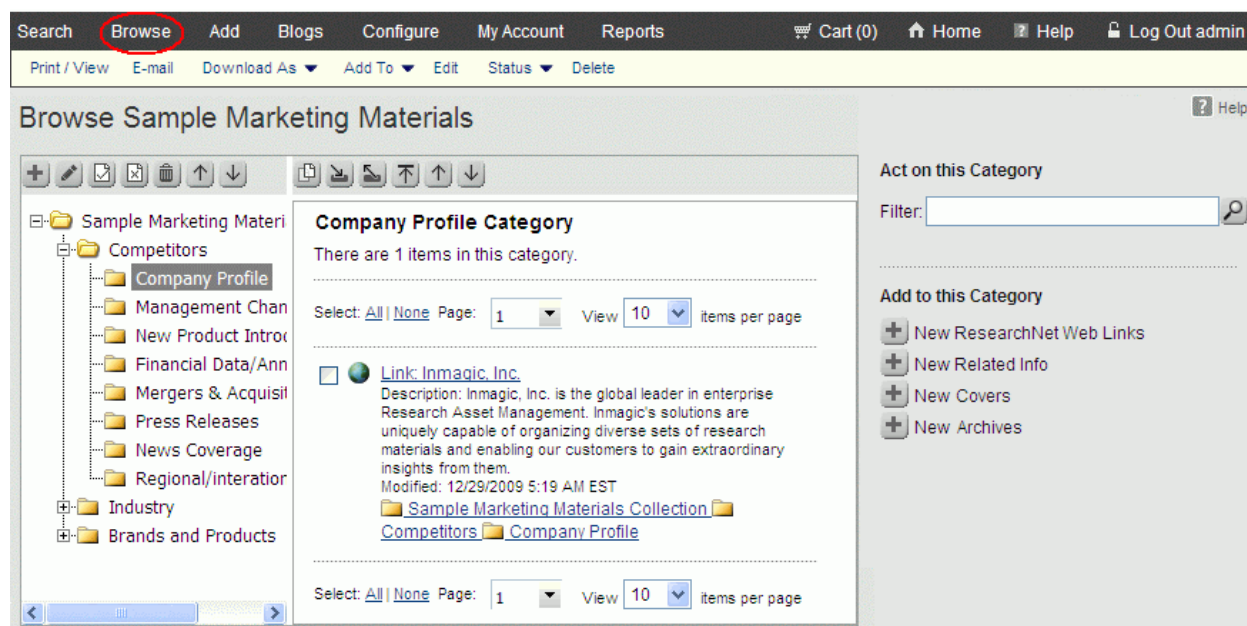 Search Browse Add Blogs Configure My Account Reports Cart (0) Home ? Help Log Out admin
Print / View E-mail Download As Add To Edit Status Delete
Browse Sample Marketing Materials
? Help
Sample Marketing Materi
Competitors
Company Profile
Management Chan
New Product Introc
Financial Data/Ann
Mergers & Acquisit
Press Releases
News Coverage
Regional/interation
Industry
Brands and Products
Company Profile Category
There are 1 items in this category.
Select: All | None Page: 1 View 10 items per page
Link: Inmagic, Inc.
Description: Inmagic, Inc. is the global leader in enterprise
Research Asset Management. Inmagic's solutions are
uniquely capable of organizing diverse sets of research
materials and enabling our customers to gain extraordinary
insights from them.
Modified: 12/29/2009 5:19 AM EST
Sample Marketing Materials Collection
Competitors Company Profile
Select: All | None Page: 1 View 10 items per page
Act on this Category
Filter:
Add to this Category
New ResearchNet Web Links
New Related Info
New Covers
New Archives